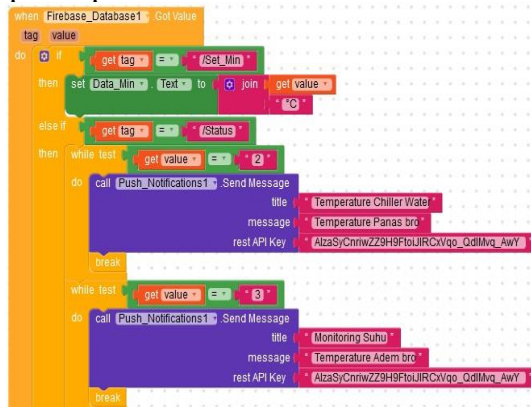 when Firebase_Database1 Got Value
tag value
do if get tag = " /Set_Min "
then set Data_Min . Text to join get value
" °C "
else if get tag = " /Status "
then while test get value = " 2 "
do call Push_Notifications1 .Send Message
title " Temperature Chiller Water "
message " Temperature Panas bro "
rest API Key
break
while test get value = " 3 "
do call Push_Notifications1 .Send Message
title " Monitoring Suhu "
message " Temperature Adem bro "
rest API Key
break